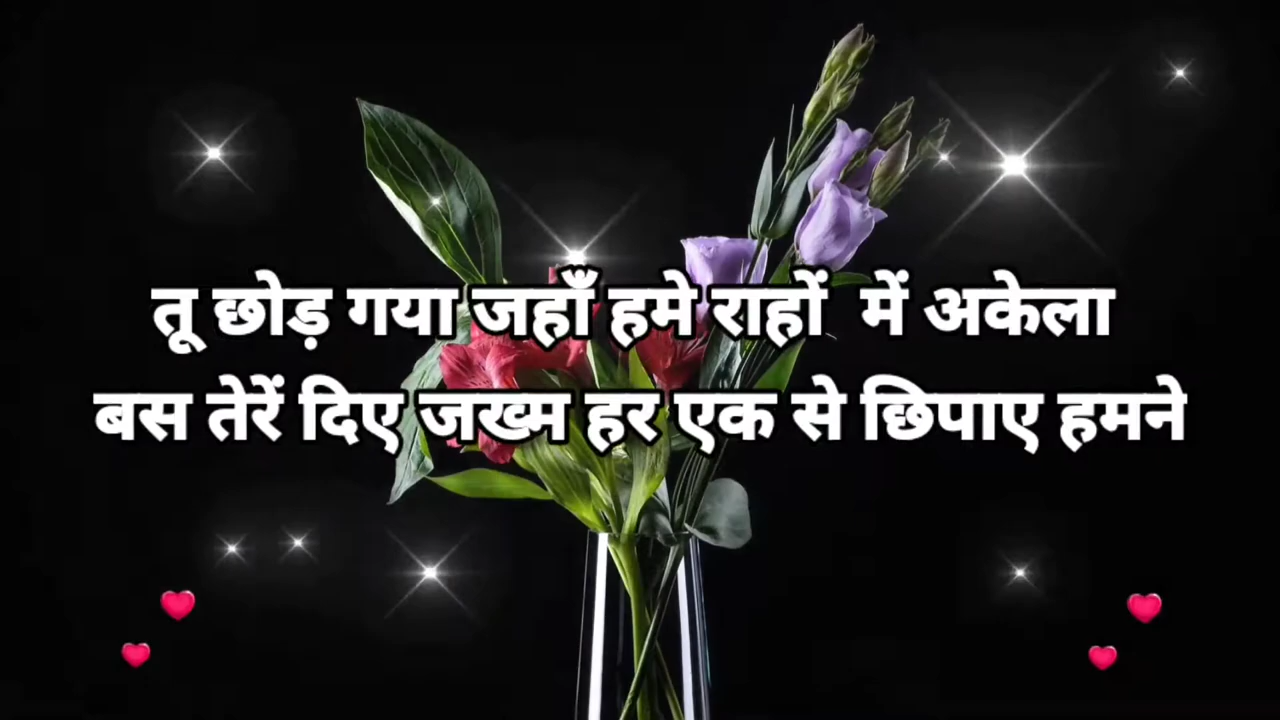 तू छोड़ गया जहाँ हमे राहों  में अकेला
बस तेरें दिए जख्म हर एक से छिपाए हमने